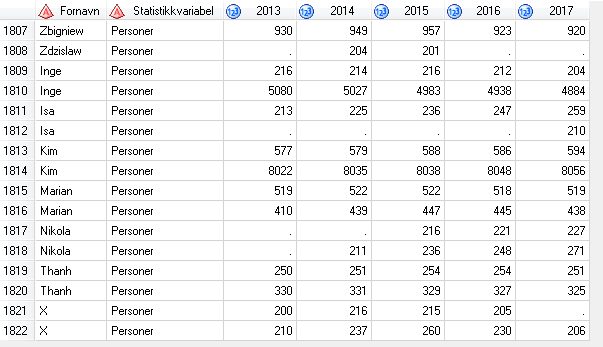 Fornavn Statistikkvariabel 123 2013 123 2014 123 2015 123 2016 123 2017
1807 Zbigniew Personer 930 949 957 923 920
1808 Zdzislaw Personer . 204 201 . .
1809 Inge Personer 216 214 216 212 204
1810 Inge Personer 5080 5027 4983 4938 4884
1811 Isa Personer 213 225 236 247 259
1812 Isa Personer . . . . 210
1813 Kim Personer 577 579 588 586 594
1814 Kim Personer 8022 8035 8038 8048 8056
1815 Marian Personer 519 522 522 518 519
1816 Marian Personer 410 439 447 445 438
1817 Nikola Personer . . 216 221 227
1818 Nikola Personer . 211 236 248 271
1819 Thanh Personer 250 251 254 254 251
1820 Thanh Personer 330 331 329 327 325
1821 X Personer 200 216 215 205 .
1822 X Personer 210 237 260 230 206